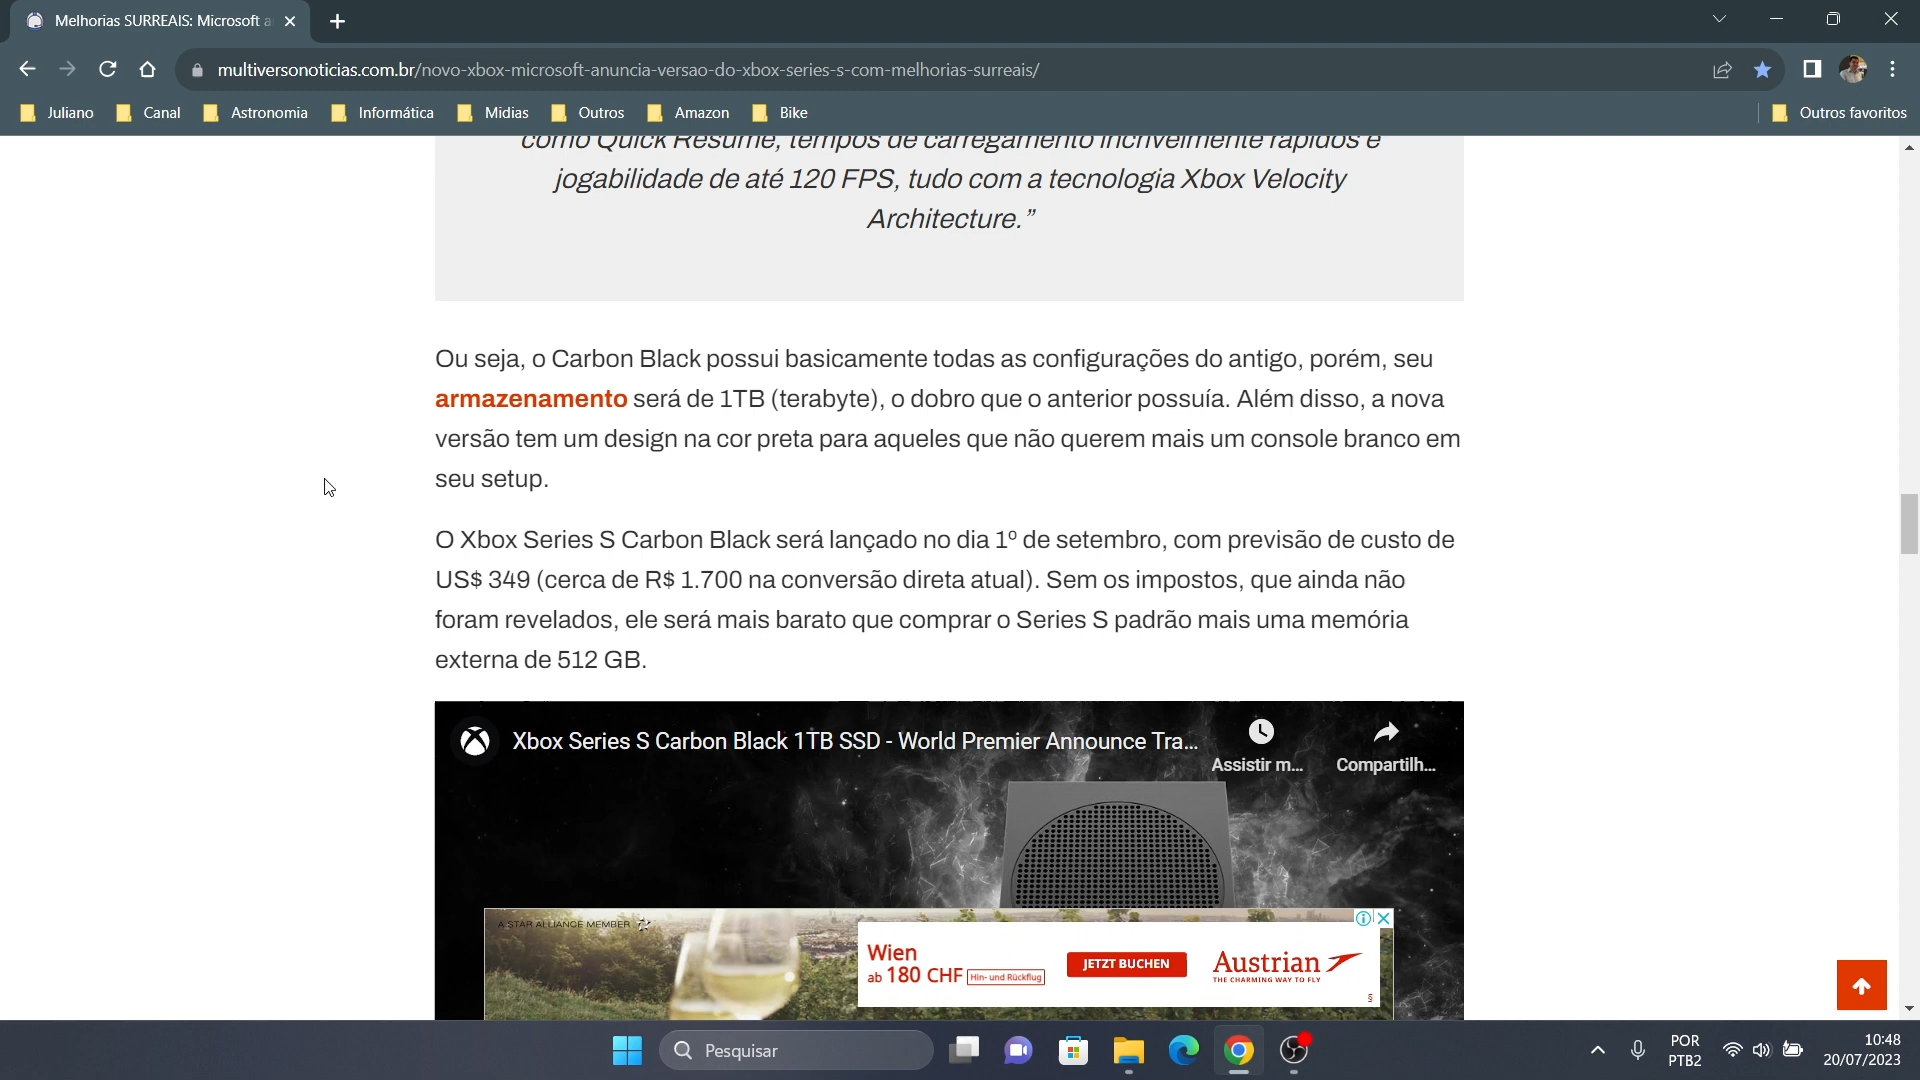 Melhorias SURREAIS: Microsoft a
multiversonoticias.com.br/novo-xbox-microsoft-anuncia-versao-do-xbox-series-s-com-melhorias-surreais/
Juliano
Canal
Astronomia
Informática
Midias
Outros
Amazon
Bike
Outros favoritos
como Quick Resume, tempos de carregamento incrivelmente rápidos e
jogabilidade de até 120 FPS, tudo com a tecnologia Xbox Velocity
Architecture.”
Ou seja, o Carbon Black possui basicamente todas as configurações do antigo, porém, seu
armazenamento será de 1TB (terabyte), o dobro que o anterior possuía. Além disso, a nova
versão tem um design na cor preta para aqueles que não querem mais um console branco em
seu setup.
O Xbox Series S Carbon Black será lançado no dia 1º de setembro, com previsão de custo de
US$ 349 (cerca de R$ 1.700 na conversão direta atual). Sem os impostos, que ainda não
foram revelados, ele será mais barato que comprar o Series S padrão mais uma memória
externa de 512 GB.
Xbox Series S Carbon Black 1TB SSD - World Premier Announce Tra...
Assistir m...
Compartilh...
A STAR ALLIANCE MEMBER
Wien
ab 180 CHF Hin- und Rückflug
JETZT BUCHEN
Austrian
THE CHARMING WAY TO FLY
§
Pesquisar
POR
PTB2
10:48
20/07/2023